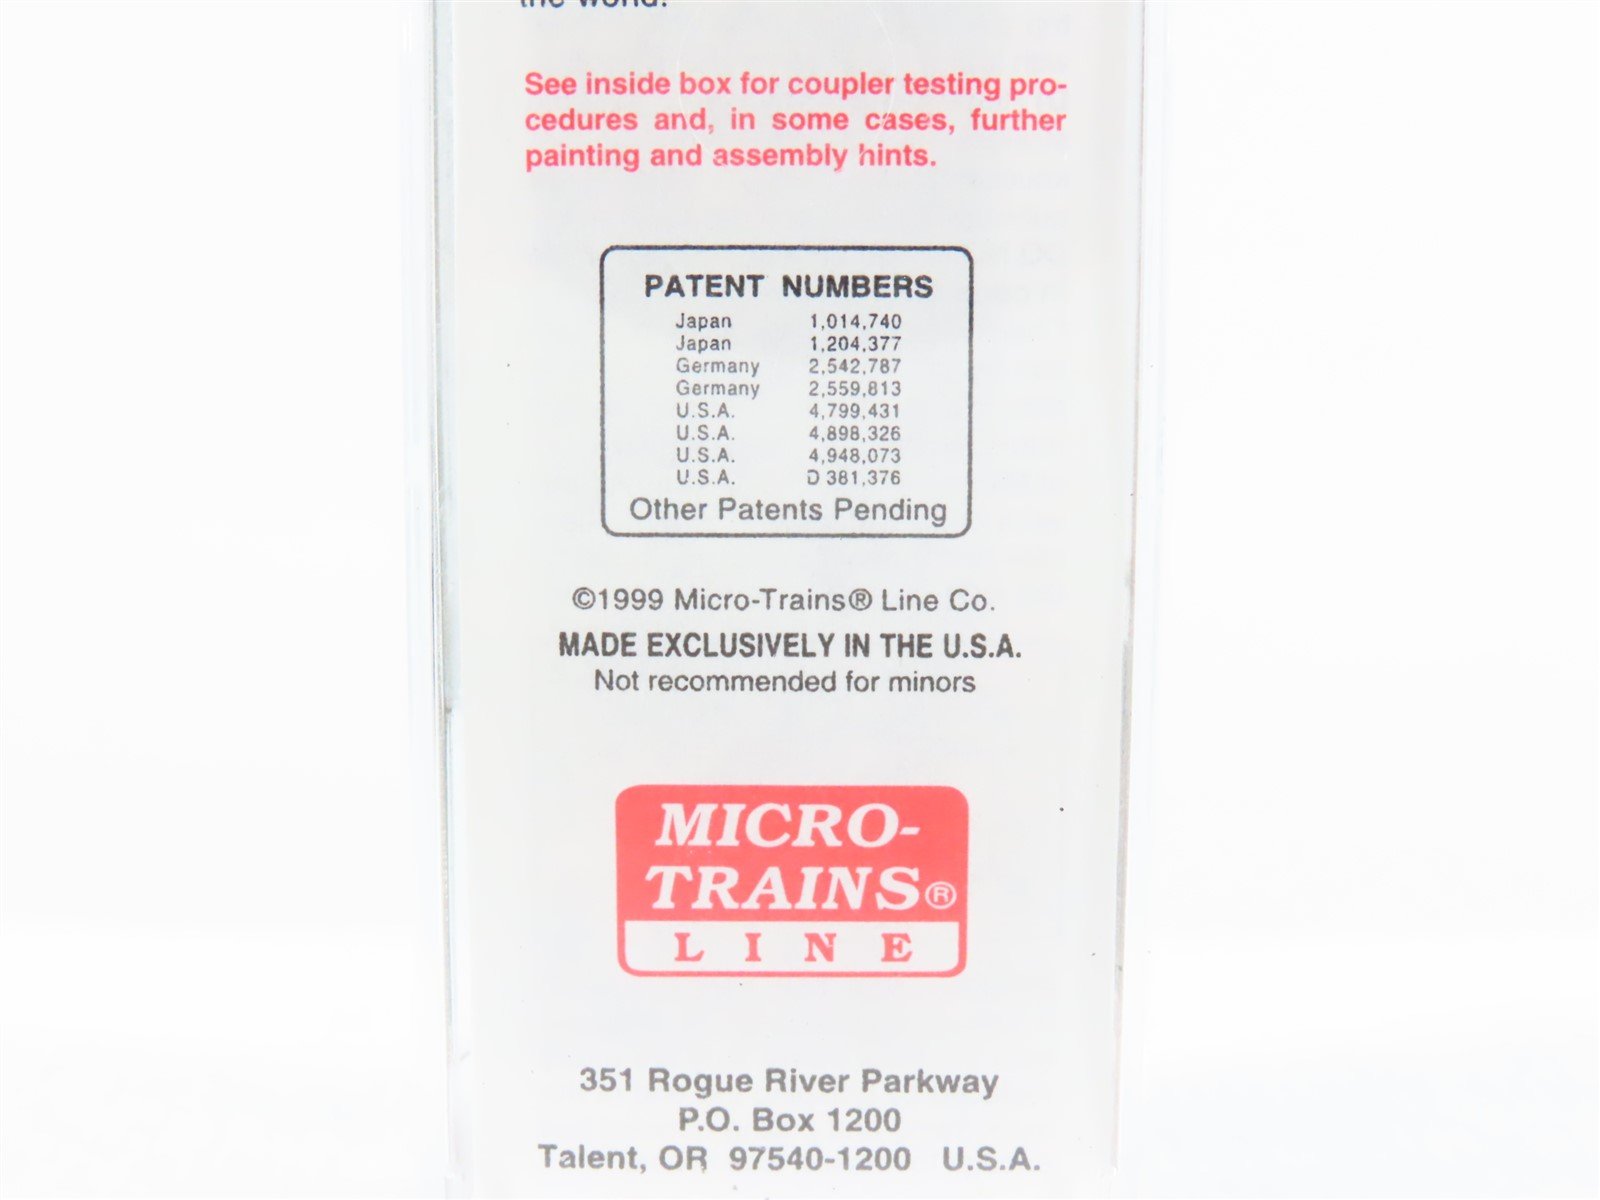 the world.
See inside box for coupler testing pro-
cedures and, in some cases, further
painting and assembly hints.
PATENT NUMBERS
Japan 1,014,740
Japan 1,204,377
Germany 2,542,787
Germany 2,559,813
U.S.A. 4,799,431
U.S.A. 4,898,326
U.S.A. 4,948,073
U.S.A. D 381,376
Other Patents Pending
©1999 Micro-Trains® Line Co.
MADE EXCLUSIVELY IN THE U.S.A.
Not recommended for minors
MICRO-
TRAINS®
LINE
351 Rogue River Parkway
P.O. Box 1200
Talent, OR 97540-1200 U.S.A.